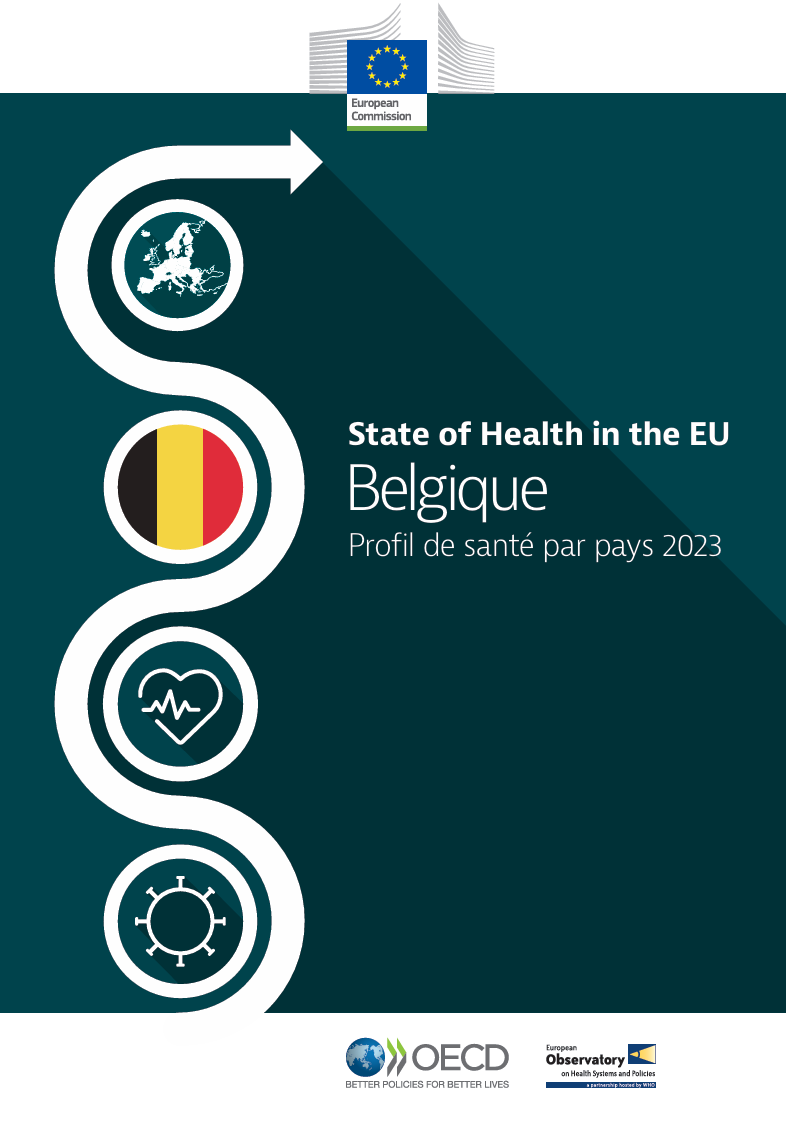 European
Commission
State of Health in the EU
Belgique
Profil de santé par pays 2023
OECD
BETTER POLICIES FOR BETTER LIVES
European
Observatory
on Health Systems and Policies
a partnership hosted by WHO